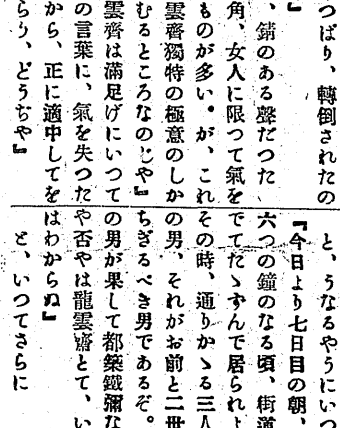 つぱり、轉倒されたの
』
、錆のある聲だつた
角、女人に限つて氣を
ものが多い。が、これ
雲齊獨特の極意のしか
むるところなのじや』
雲齊は滿足げにいつて
の言葉に、氣を失つた
から、正に適中してを
らう、どうぢや』
と、うなるやうにいつ
『今日より七日目の朝、
六つの鐘のなる頃、街道
でてたゝずんで居られよ
その時、通りかゝる三人
の男、それがお前と二世
ちぎるべき男であるぞ。
の男が果して都築鐵彌な
や否やは龍雲齋とて、い
はわからぬ』
と、いつてさらに